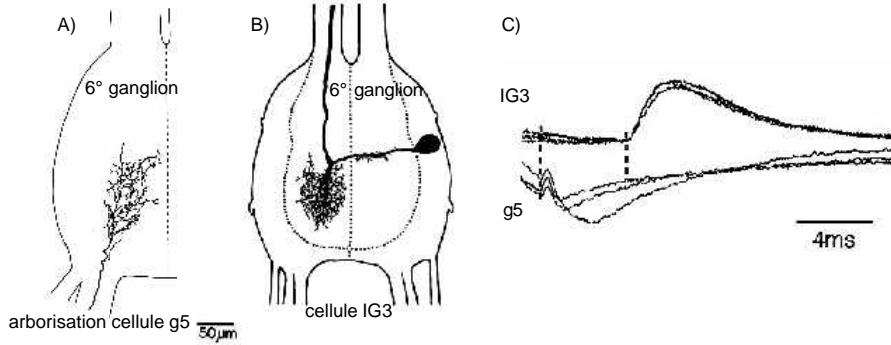 A)
B)
C)
6° ganglion
6° ganglion
IG3
g5
4ms
arborisation cellule g5
50µm
cellule IG3